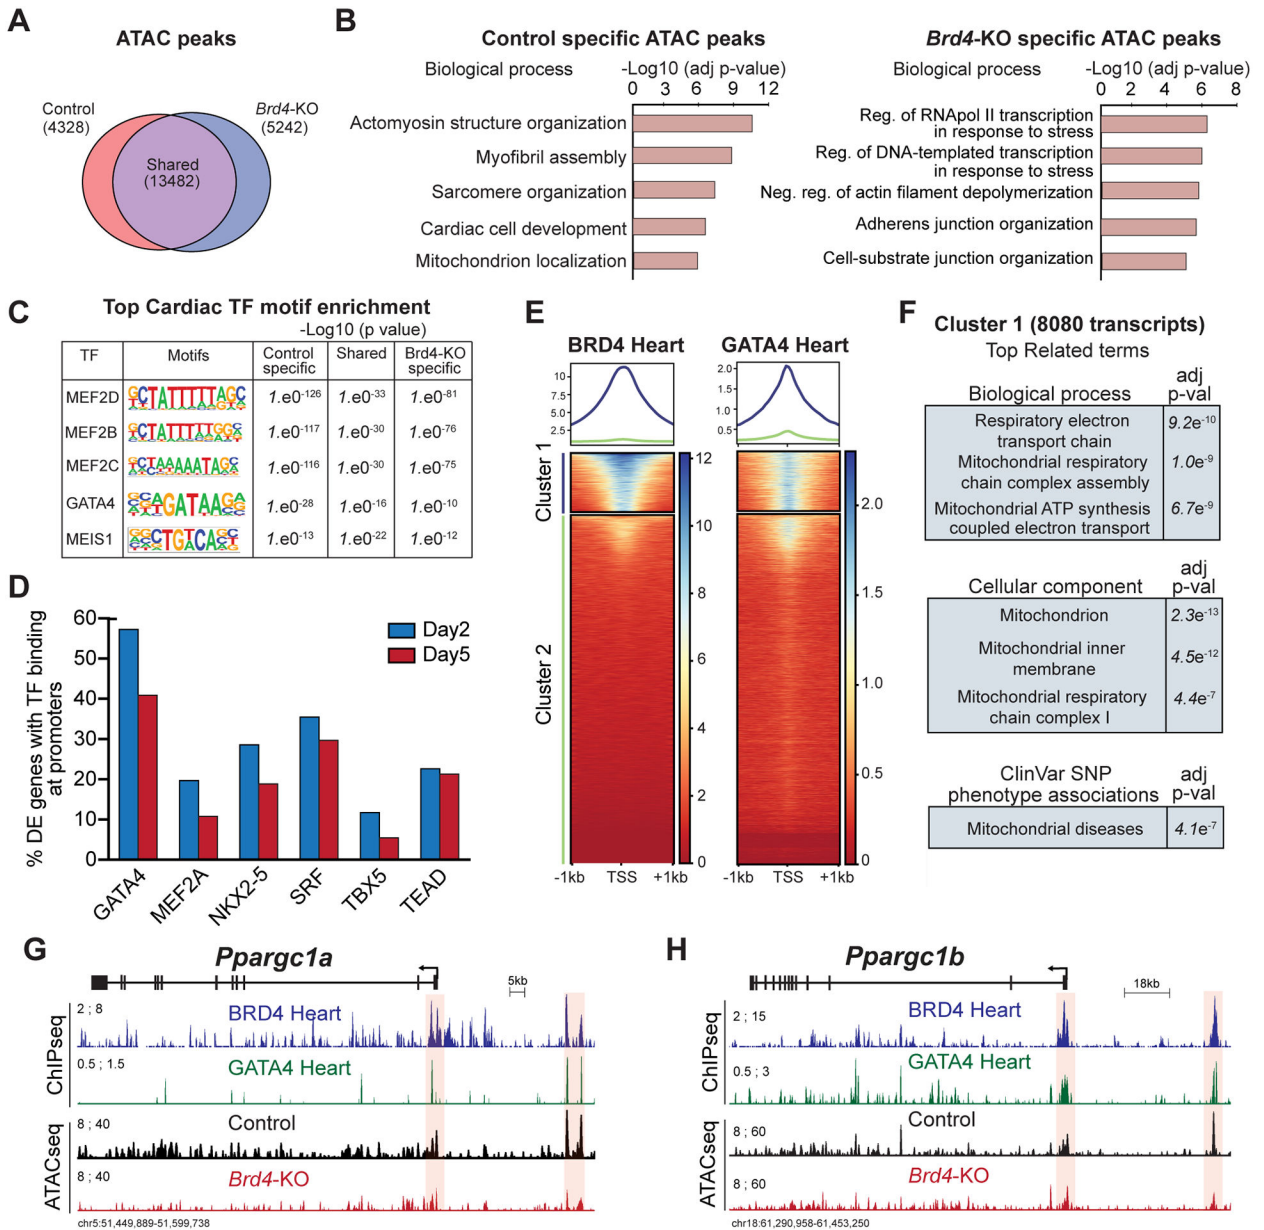 A
ATAC peaks
Control
(4328)
Brd4-KO
(5242)
Shared
(13482)
B
Control specific ATAC peaks
Biological process
-Log10 (adj p-value)
0 3 6 9 12
Actomyosin structure organization
Myofibril assembly
Sarcomere organization
Cardiac cell development
Mitochondrion localization
Brd4-KO specific ATAC peaks
Biological process
-Log10 (adj p-value)
0 2 4 6 8
Reg. of RNApol II transcription
in response to stress
Reg. of DNA-templated transcription
in response to stress
Neg. reg. of actin filament depolymerization
Adherens junction organization
Cell-substrate junction organization
C
Top Cardiac TF motif enrichment
-Log10 (p value)
TF Motifs Control specific Shared Brd4-KO specific
MEF2D 1.e0-126 1.e0-33 1.e0-81
MEF2B 1.e0-117 1.e0-30 1.e0-76
MEF2C 1.e0-116 1.e0-30 1.e0-75
GATA4 1.e0-28 1.e0-16 1.e0-10
MEIS1 1.e0-13 1.e0-22 1.e0-12
D
% DE genes with TF binding
at promoters
60
50
40
30
20
10
0
Day2
Day5
GATA4 MEF2A NKX2-5 SRF TBX5 TEAD
E
BRD4 Heart
10.0
7.5
5.0
2.5
GATA4 Heart
2.0
1.5
1.0
0.5
Cluster 1
Cluster 2
12
10
8
6
4
2
0
2.0
1.5
1.0
0.5
0
-1kb TSS +1kb
-1kb TSS +1kb
F
Cluster 1 (8080 transcripts)
Top Related terms
Biological process adj p-val
Respiratory electron
transport chain 9.2e-10
Mitochondrial respiratory
chain complex assembly 1.0e-9
Mitochondrial ATP synthesis
coupled electron transport 6.7e-9
Cellular component adj p-val
Mitochondrion 2.3e-13
Mitochondrial inner
membrane 4.5e-12
Mitochondrial respiratory
chain complex I 4.4e-7
ClinVar SNP
phenotype associations adj p-val
Mitochondrial diseases 4.1e-7
G
Ppargc1a
5kb
ChIPseq
2 ; 8
BRD4 Heart
0.5 ; 1.5
GATA4 Heart
ATACseq
8 ; 40
Control
8 ; 40
Brd4-KO
chr5:51,449,889-51,599,738
H
Ppargc1b
18kb
ChIPseq
2 ; 15
BRD4 Heart
0.5 ; 3
GATA4 Heart
ATACseq
8 ; 60
Control
8 ; 60
Brd4-KO
chr18:61,290,958-61,453,250